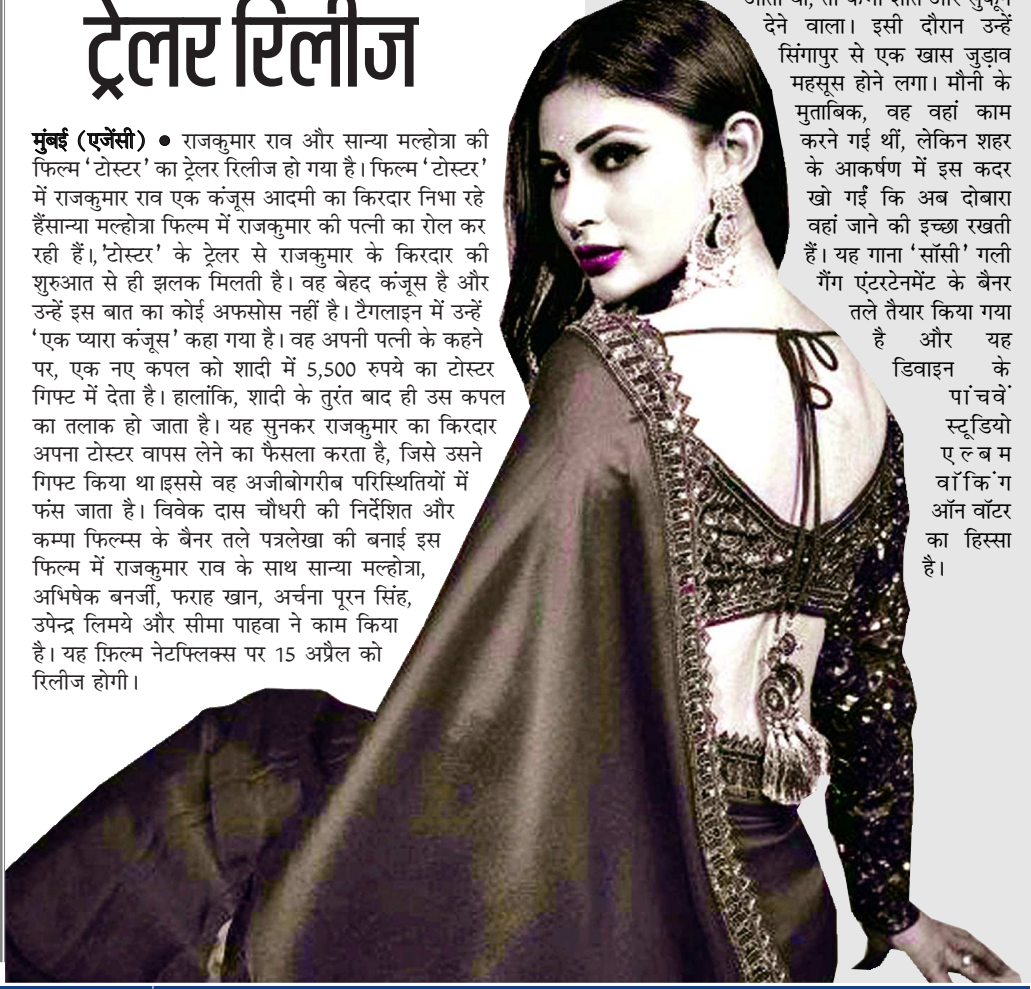 ट्रेलर रिलीज
मुंबई (एजेंसी) ● राजकुमार राव और सान्या मल्होत्रा की
फिल्म ‘टोस्टर’ का ट्रेलर रिलीज हो गया है। फिल्म ‘टोस्टर’
में राजकुमार राव एक कंजूस आदमी का किरदार निभा रहे
हैंसान्या मल्होत्रा फिल्म में राजकुमार की पत्नी का रोल कर
रही हैं।,'टोस्टर’ के ट्रेलर से राजकुमार के किरदार की
शुरुआत से ही झलक मिलती है। वह बेहद कंजूस है और
उन्हें इस बात का कोई अफसोस नहीं है। टैगलाइन में उन्हें
‘एक प्यारा कंजूस’ कहा गया है। वह अपनी पत्नी के कहने
पर, एक नए कपल को शादी में 5,500 रुपये का टोस्टर
गिफ्ट में देता है। हालांकि, शादी के तुरंत बाद ही उस कपल
का तलाक हो जाता है। यह सुनकर राजकुमार का किरदार
अपना टोस्टर वापस लेने का फैसला करता है, जिसे उसने
गिफ्ट किया था।इससे वह अजीबोगरीब परिस्थितियों में
फंस जाता है। विवेक दास चौधरी की निर्देशित और
कम्पा फिल्म्स के बैनर तले पत्रलेखा की बनाई इस
फिल्म में राजकुमार राव के साथ सान्या मल्होत्रा,
अभिषेक बनर्जी, फराह खान, अर्चना पूरन सिंह,
उपेन्द्र लिमये और सीमा पाहवा ने काम किया
है। यह फ़िल्म नेटफ्लिक्स पर 15 अप्रैल को
रिलीज होगी।
देने वाला। इसी दौरान उन्हें
सिंगापुर से एक खास जुड़ाव
महसूस होने लगा। मौनी के
मुताबिक, वह वहां काम
करने गई थीं, लेकिन शहर
के आकर्षण में इस कदर
खो गईं कि अब दोबारा
वहां जाने की इच्छा रखती
हैं। यह गाना ‘सॉसी’ गली
गैंग एंटरटेनमेंट के बैनर
तले तैयार किया गया
है और यह
डिवाइन के
पांचवें
स्टूडियो
एल्बम
वॉकिंग
ऑन वॉटर
का हिस्सा
है।